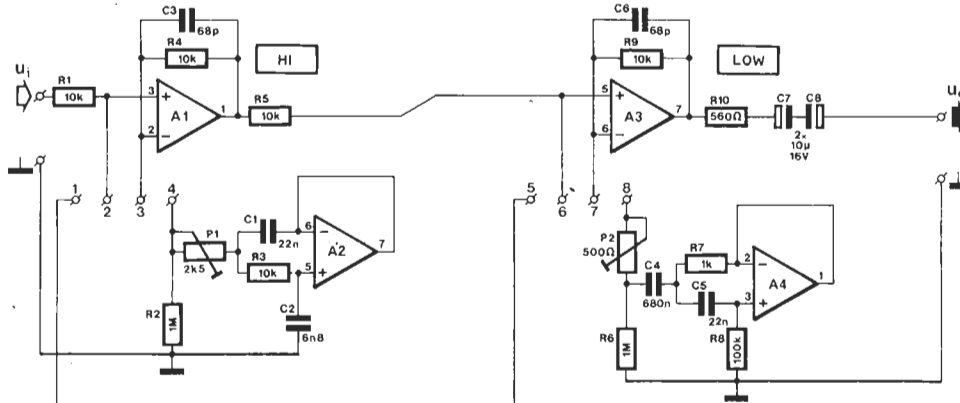 C3
68p
R4
10k
HI
C6
68p
R9
10k
LOW
ui
R1
10k
3
+
A1
1
2
−
R5
10k
5
+
A3
7
6
−
R10
560Ω
C7
C8
2×
10µ
16V
1
2
3
4
5
6
7
8
P1
2k5
C1
22n
R3
10k
6
−
A2
7
5
+
R2
1M
C2
6n8
P2
500Ω
C4
680n
R7
1k
C5
22n
2
−
A4
1
3
+
R6
1M
R8
100k